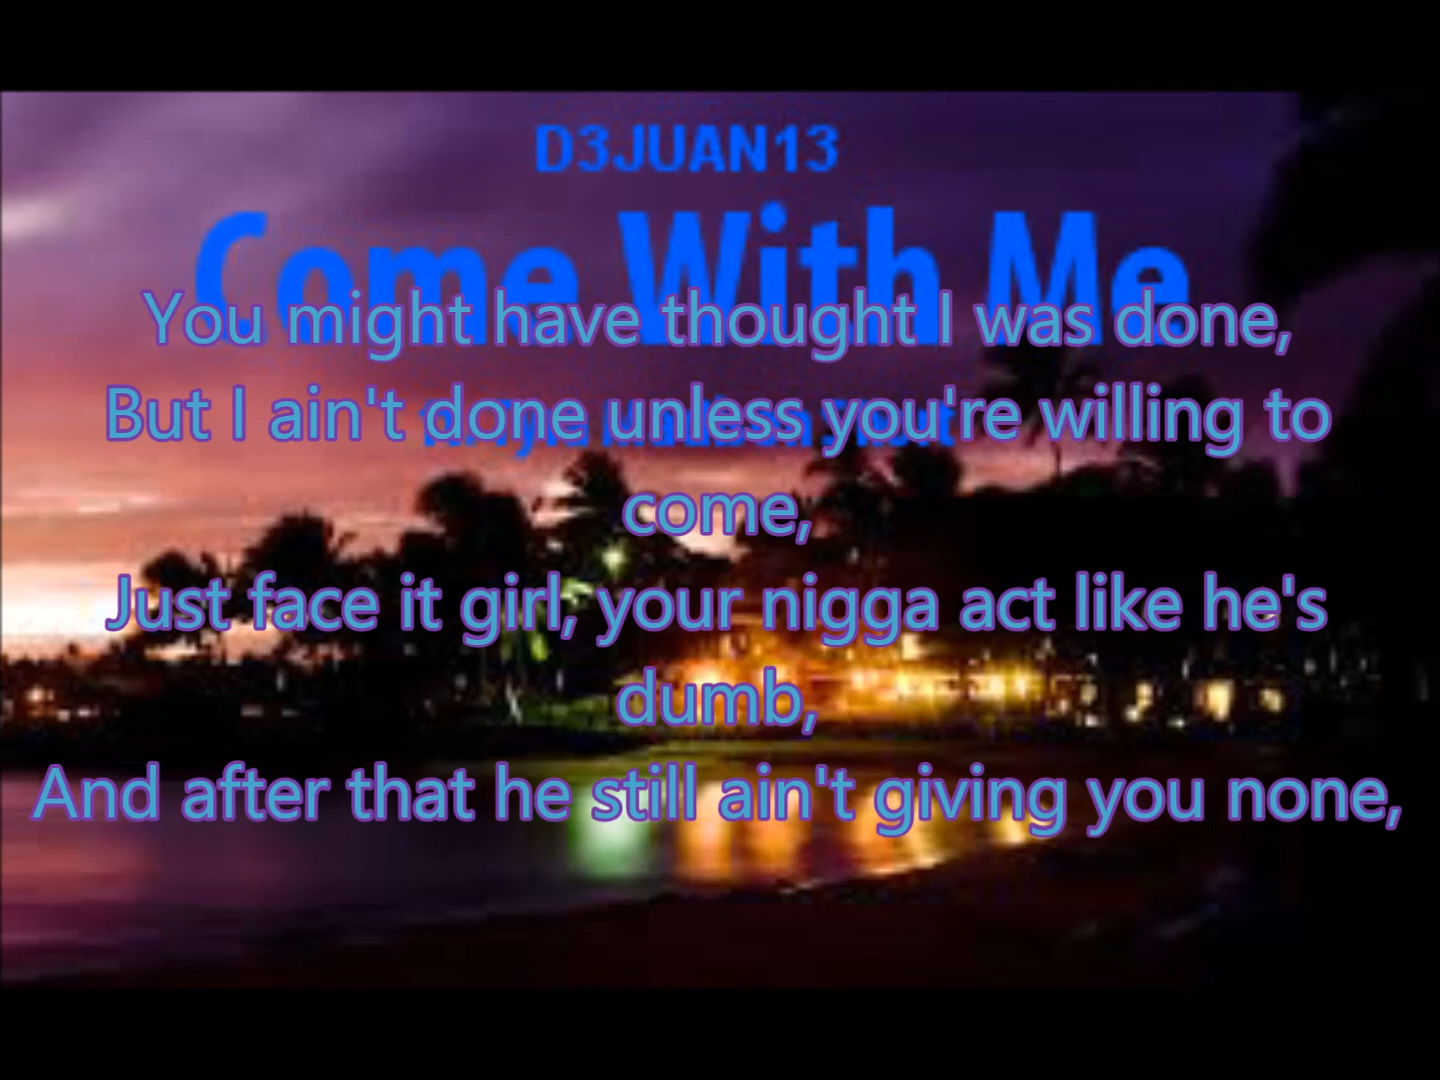 D3JUAN13
Come With Me
You might have thought I was done,
But I ain't done unless you're willing to
come,
Just face it girl, your nigga act like he's
dumb,
And after that he still ain't giving you none,